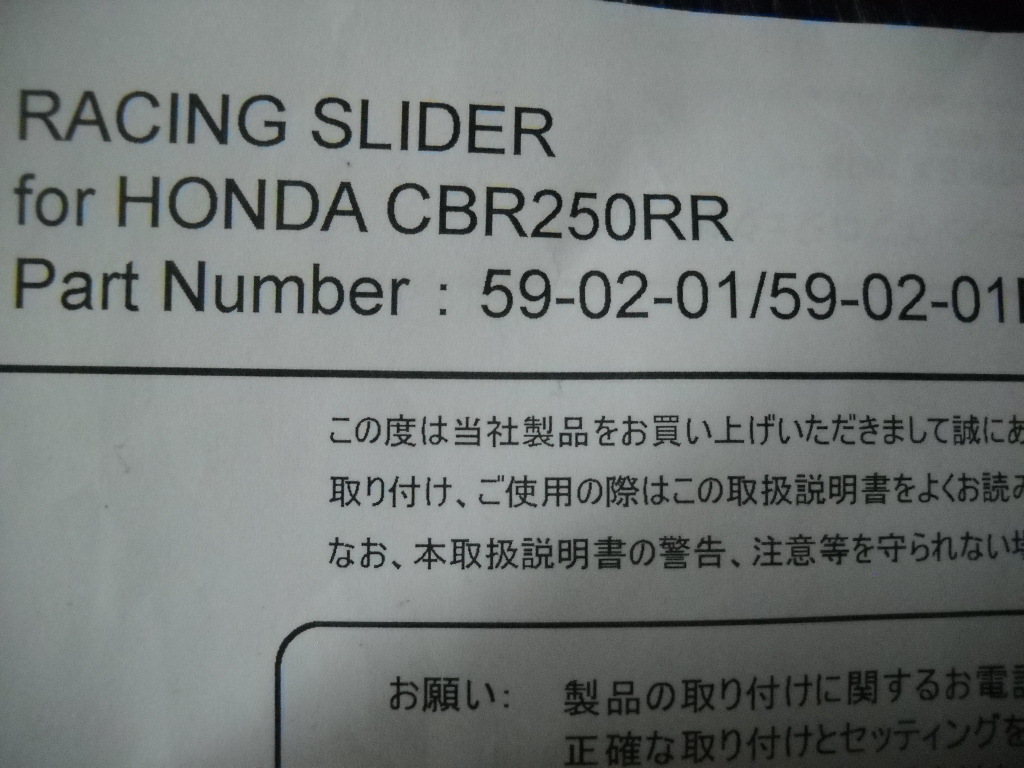 RACING SLIDER
for HONDA CBR250RR
Part Number : 59-02-01/59-02-01
この度は当社製品をお買い上げいただきまして誠にあ
取り付け、ご使用の際はこの取扱説明書をよくお読み
なお、本取扱説明書の警告、注意等を守られない場
お願い: 製品の取り付けに関するお電話
正確な取り付けとセッティングを